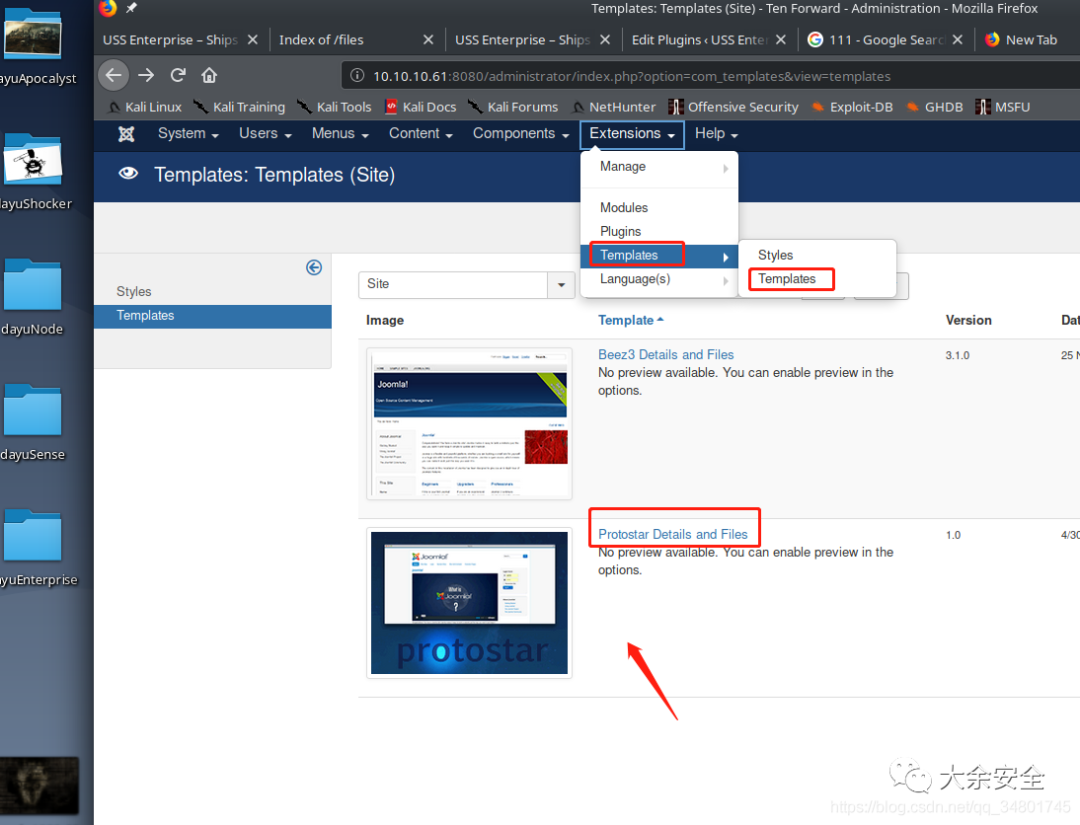 Templates: Templates (Site) - Ten Forward - Administration - Mozilla Firefox
USS Enterprise – Ships
Index of /files
USS Enterprise – Ships
Edit Plugins ‹ USS Enter
111 - Google Searc
New Tab
10.10.10.61:8080/administrator/index.php?option=com_templates&view=templates
Kali Linux
Kali Training
Kali Tools
Kali Docs
Kali Forums
NetHunter
Offensive Security
Exploit-DB
GHDB
MSFU
System
Users
Menus
Content
Components
Extensions
Help
Templates: Templates (Site)
Manage
Modules
Plugins
Templates
Language(s)
Styles
Templates
Styles
Templates
Site
Image
Template
Version
Dat
Beez3 Details and Files
No preview available. You can enable preview in the
options.
3.1.0
25 N
Joomla!
Protostar Details and Files
No preview available. You can enable preview in the
options.
1.0
4/30
Joomla!
protostar
ayuApocalyst
dayuShocker
dayuNode
dayuSense
ayuEnterprise
大余安全
https://blog.csdn.net/qq_34801745